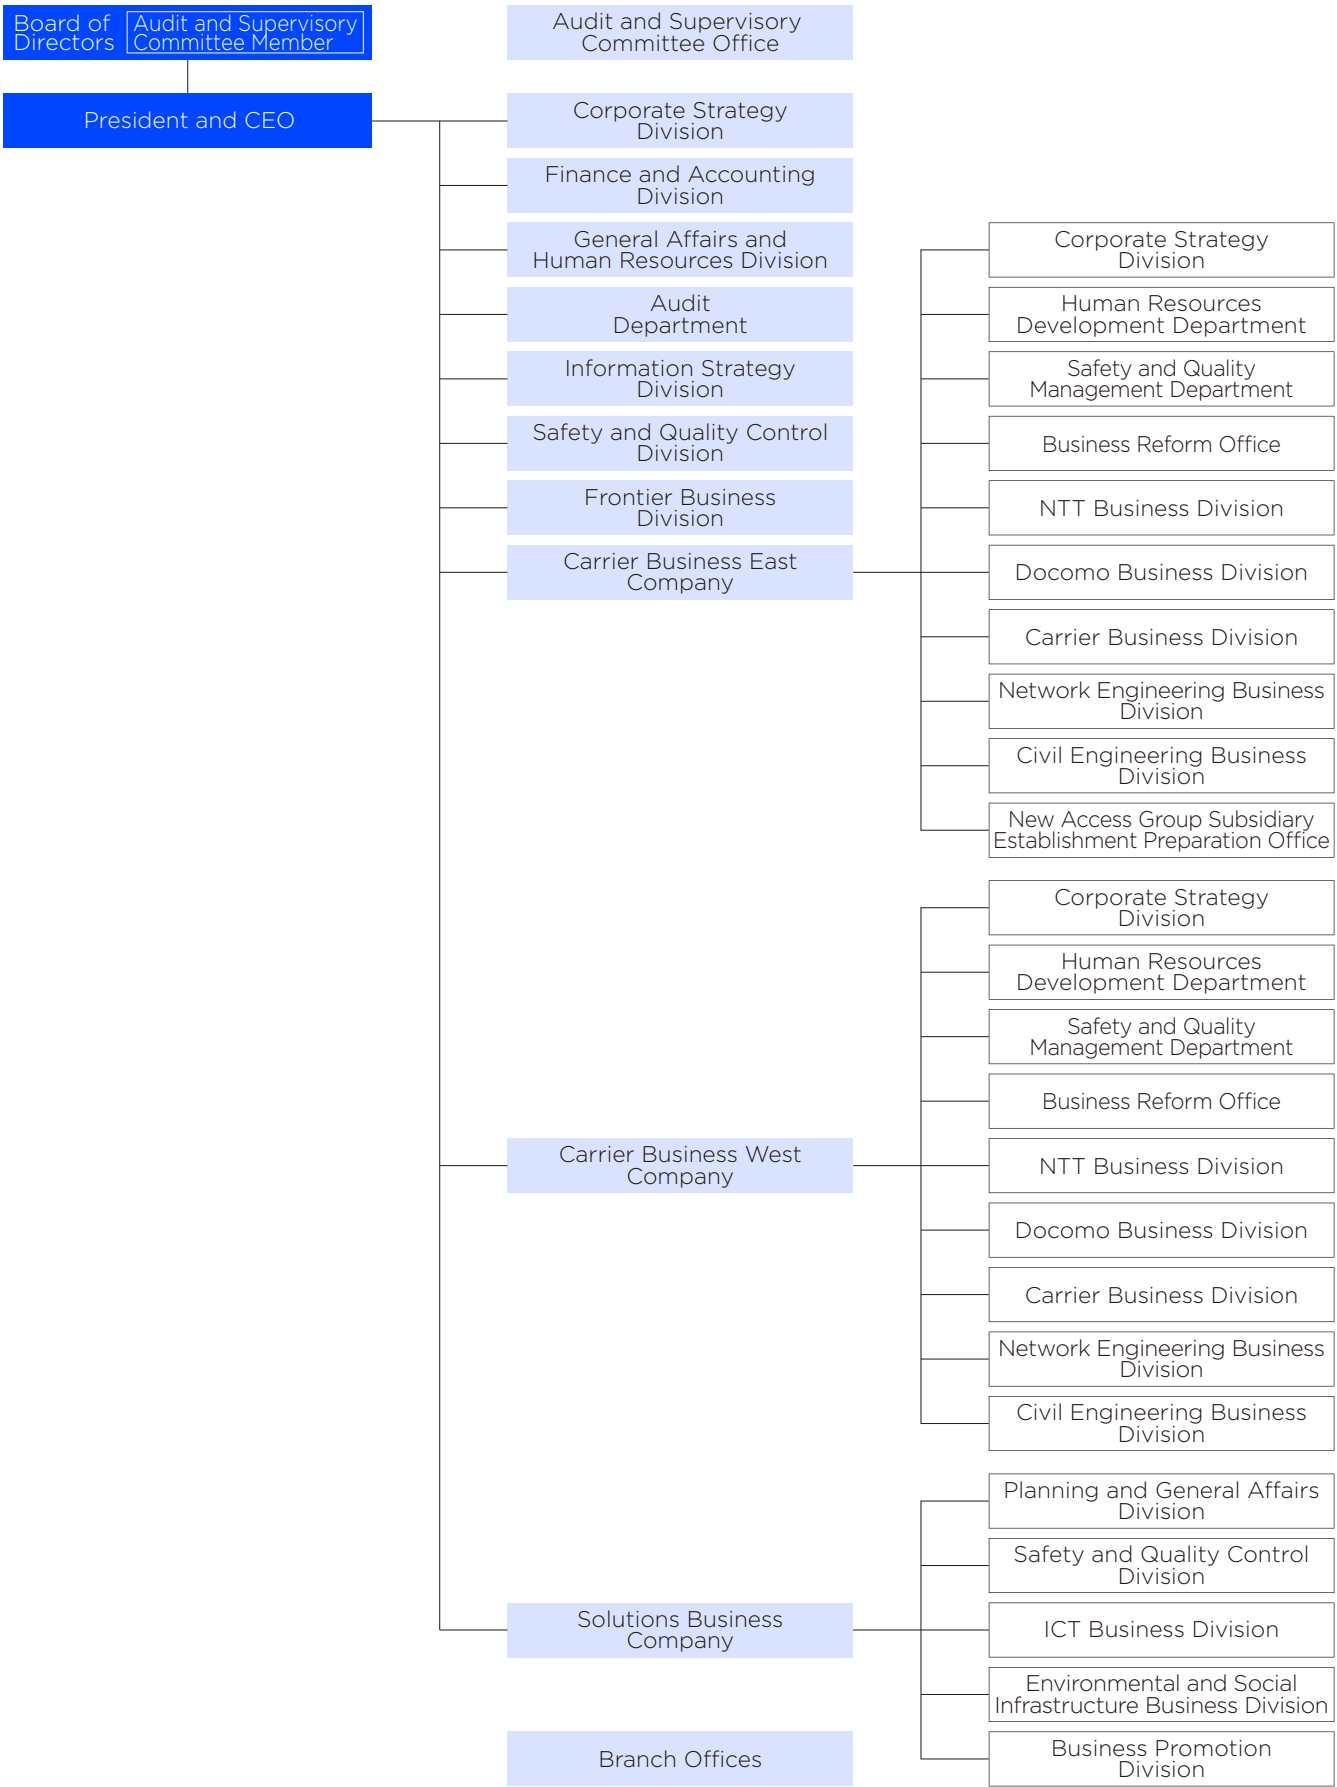 Board of
Directors
Audit and Supervisory
Committee Member
Audit and Supervisory
Committee Office
President and CEO
Corporate Strategy
Division
Finance and Accounting
Division
General Affairs and
Human Resources Division
Audit
Department
Information Strategy
Division
Safety and Quality Control
Division
Frontier Business
Division
Carrier Business East
Company
Corporate Strategy
Division
Human Resources
Development Department
Safety and Quality
Management Department
Business Reform Office
NTT Business Division
Docomo Business Division
Carrier Business Division
Network Engineering Business
Division
Civil Engineering Business
Division
New Access Group Subsidiary
Establishment Preparation Office
Carrier Business West
Company
Corporate Strategy
Division
Human Resources
Development Department
Safety and Quality
Management Department
Business Reform Office
NTT Business Division
Docomo Business Division
Carrier Business Division
Network Engineering Business
Division
Civil Engineering Business
Division
Solutions Business
Company
Planning and General Affairs
Division
Safety and Quality Control
Division
ICT Business Division
Environmental and Social
Infrastructure Business Division
Business Promotion
Division
Branch Offices